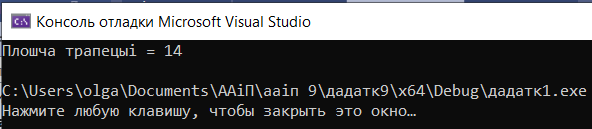 Консоль отладки Microsoft Visual Studio
Плошча трапецыі = 14
C:\Users\olga\Documents\ААіП\ааіп 9\дадатк9\x64\Debug\дадатк1.exe
Нажмите любую клавишу, чтобы закрыть это окно…